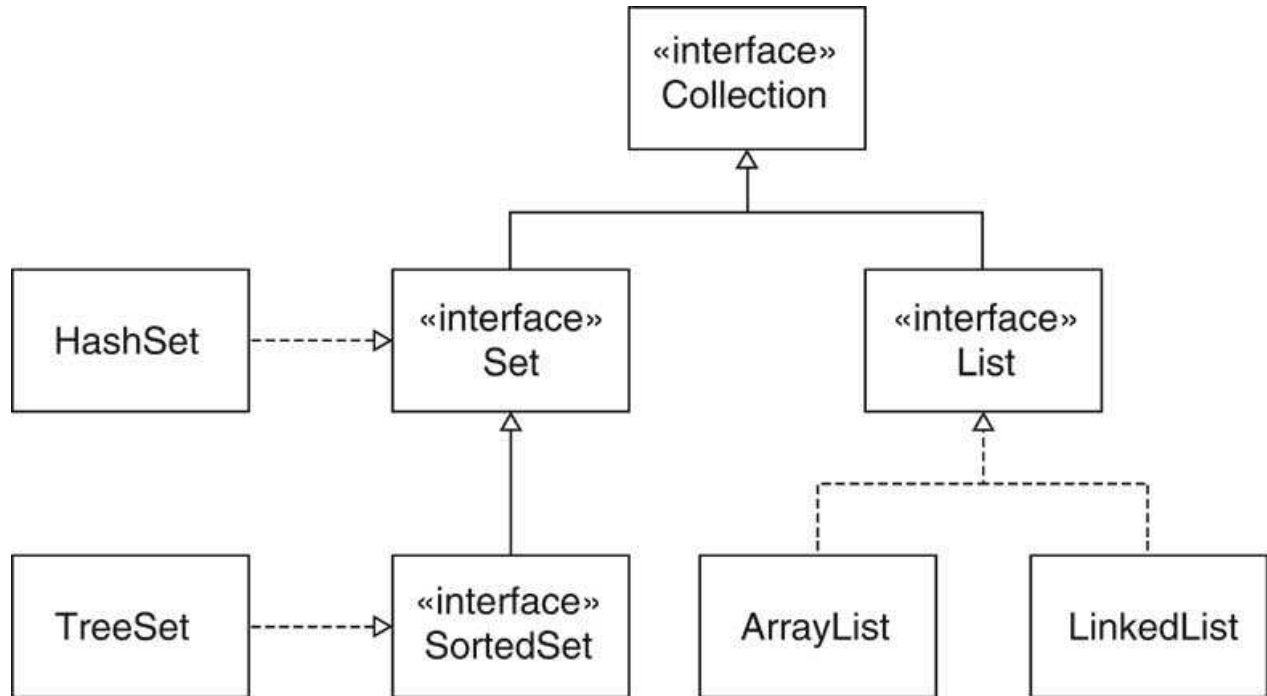 «interface»
Collection
HashSet
«interface»
Set
«interface»
List
TreeSet
«interface»
SortedSet
ArrayList
LinkedList